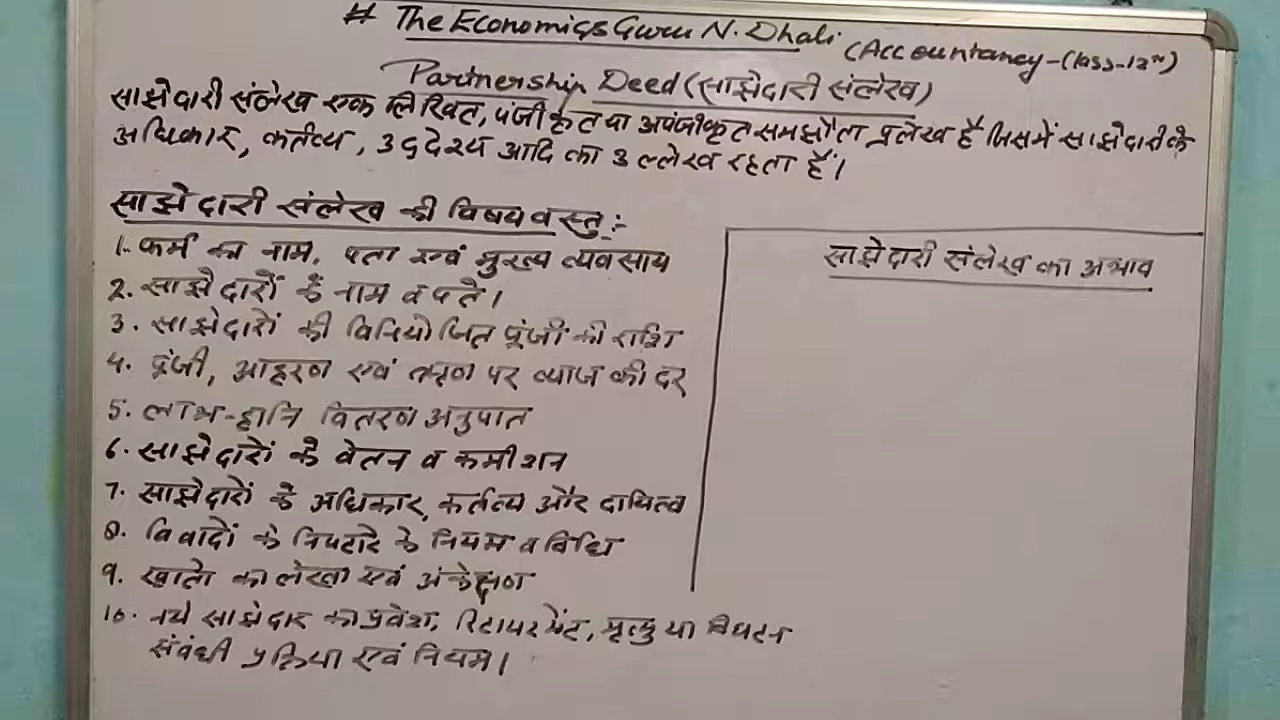 # The Economics Guru N. Dhali (Accountancy-Class-12th)
Partnership Deed (साझेदारी संलेख)
साझेदारी संलेख एक लिखित, पंजीकृत या अपंजीकृत समझौता प्रलेख है जिसमें साझेदारों के
अधिकार, कर्तव्य, उद्देश्य आदि का उल्लेख रहता हैं।
साझेदारी संलेख की विषय वस्तु :-
1. फर्म का नाम, पता एवं मुख्य व्यवसाय
2. साझेदारों के नाम व पते।
3. साझेदारों की विनियोजित पूंजी की राशि
4. पूंजी, आहरण एवं ऋण पर व्याज की दर
5. लाभ-हानि वितरण अनुपात
6. साझेदारों के वेतन व कमीशन
7. साझेदारों के अधिकार, कर्तव्य और दायित्व
8. विवादों के निपटारे के नियम व विधि
9. खातो का लेखा एवं अंकेक्षण
10. नये साझेदार का प्रवेश, रिटायरमेंट, मृत्यु या विघटन
संबंधी प्रक्रिया एवं नियम।
साझेदारी संलेख का अभाव